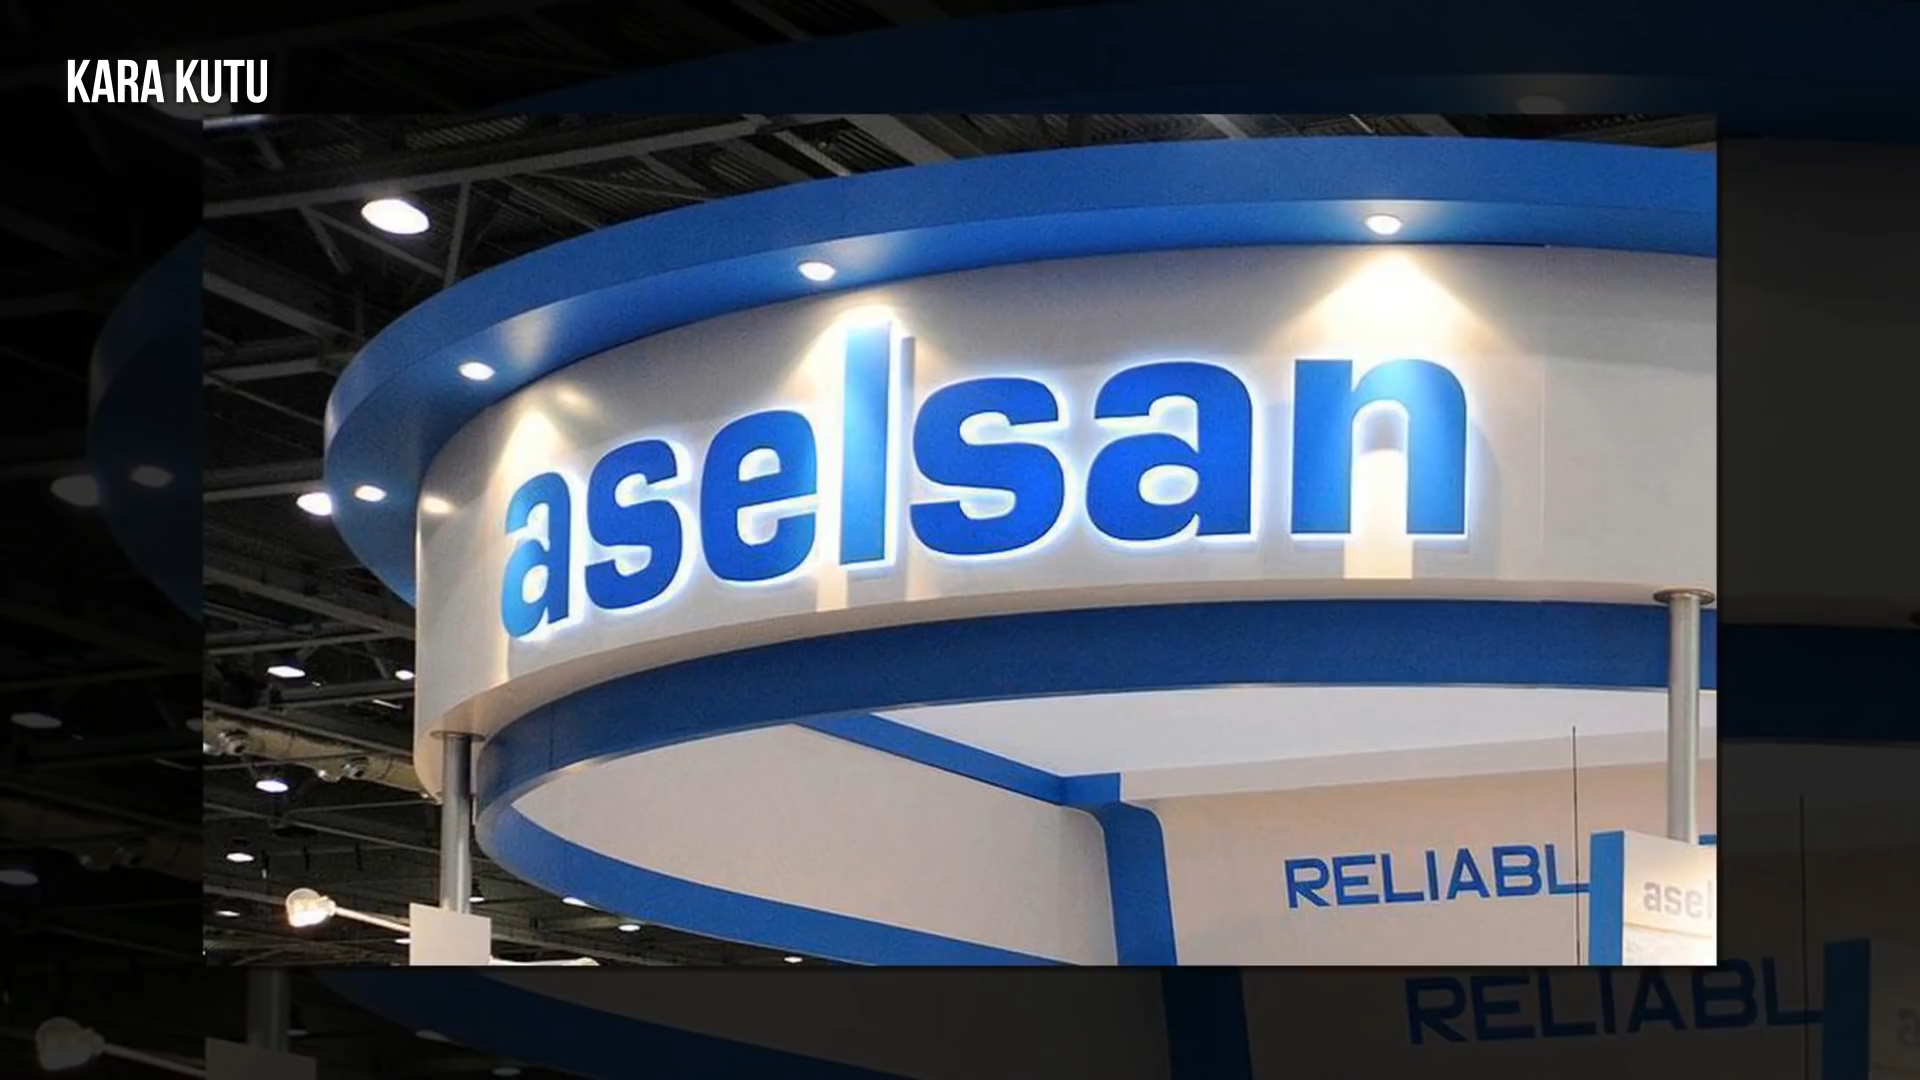 KARA KUTU
aselsan
RELIABL
asel
RELIABL